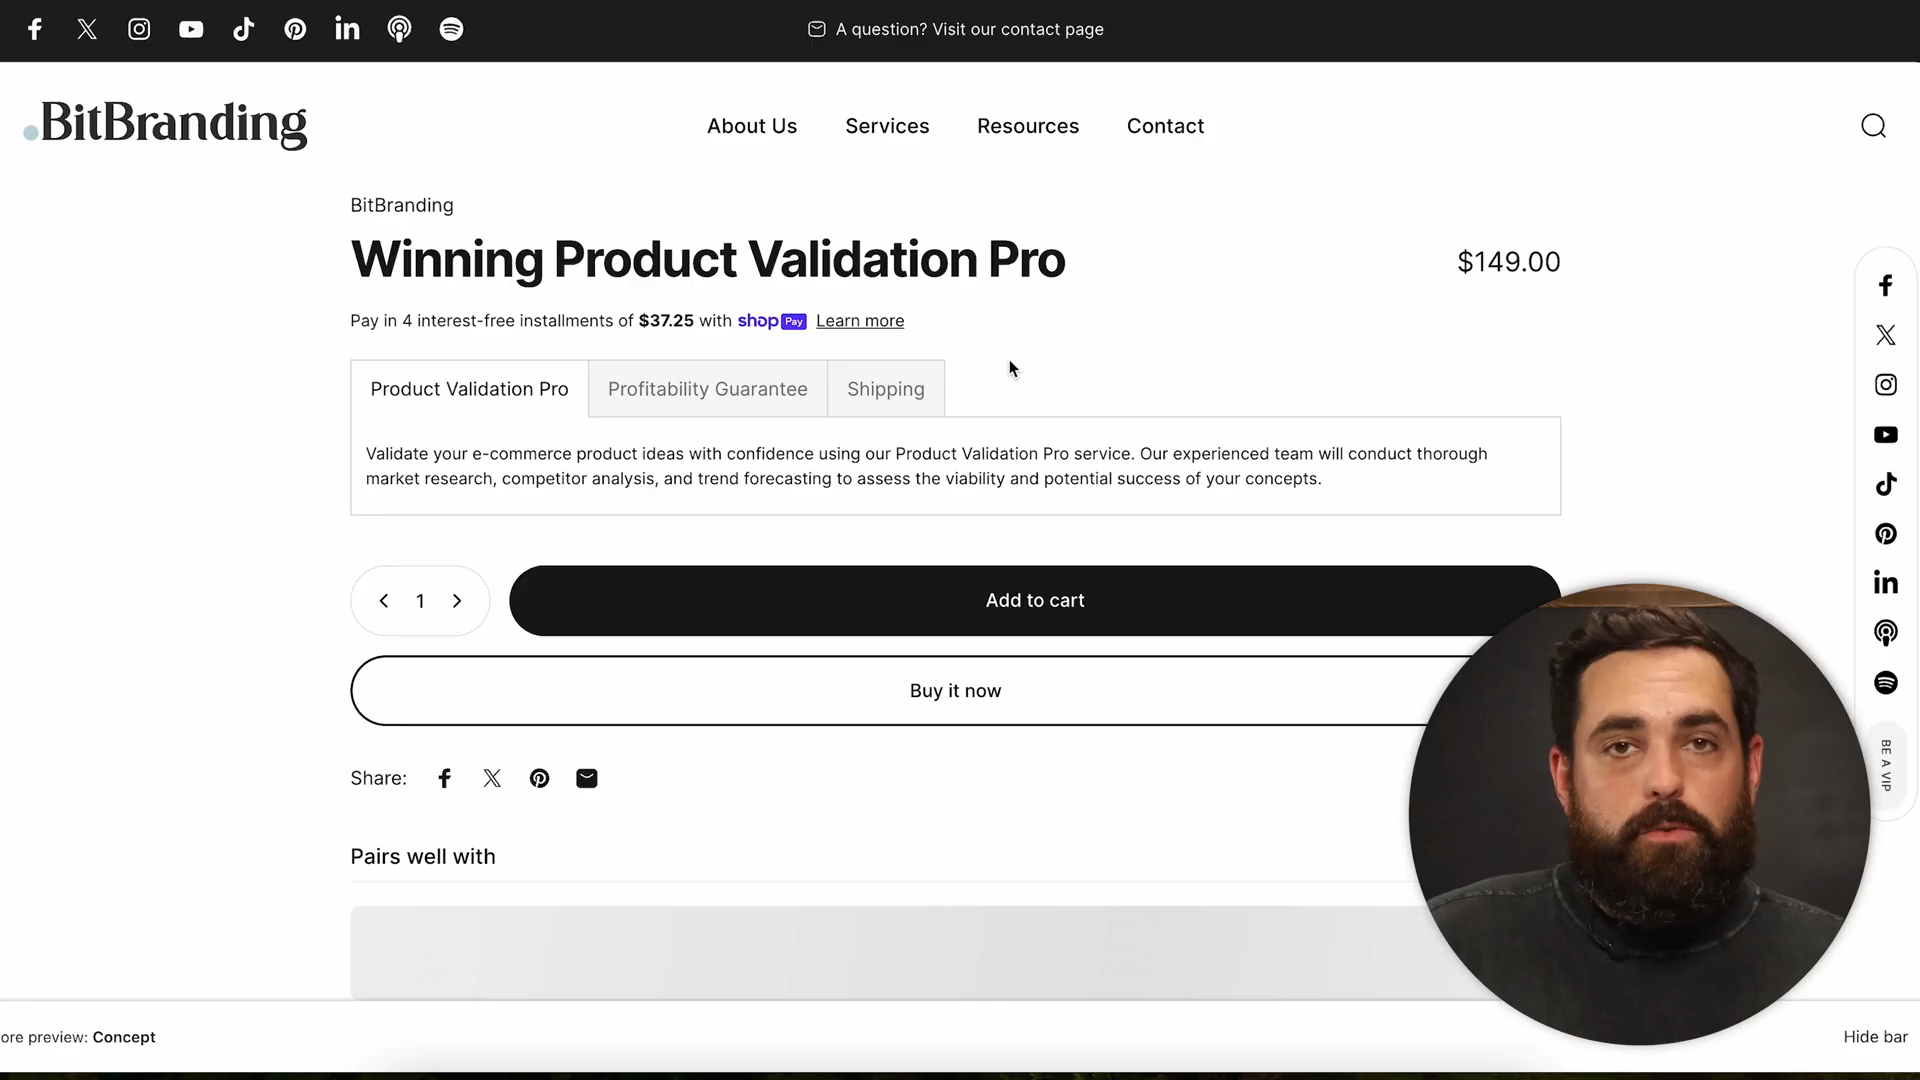 A question? Visit our contact page
BitBranding
About Us
Services
Resources
Contact
BitBranding
Winning Product Validation Pro
$149.00
Pay in 4 interest-free installments of $37.25 with shop Pay Learn more
Product Validation Pro
Profitability Guarantee
Shipping
Validate your e-commerce product ideas with confidence using our Product Validation Pro service. Our experienced team will conduct thorough
market research, competitor analysis, and trend forecasting to assess the viability and potential success of your concepts.
1
Add to cart
Buy it now
BE A VIP
Share:
Pairs well with
ore preview: Concept
Hide bar